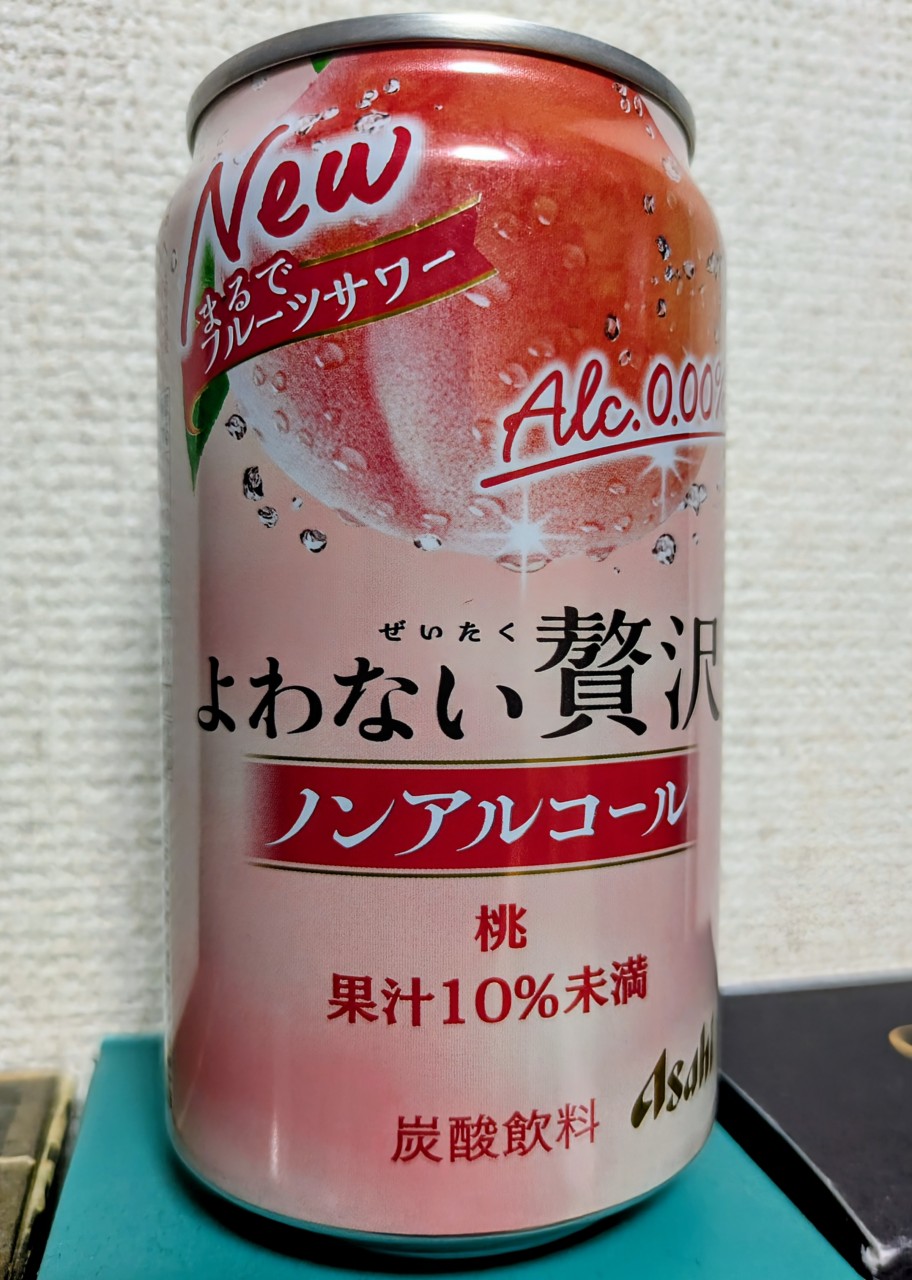 New
まるで
フルーツサワー
Alc.0.00%
ぜいたく
よわない贅沢
ノンアルコール
桃
果汁10%未満
Asahi
炭酸飲料